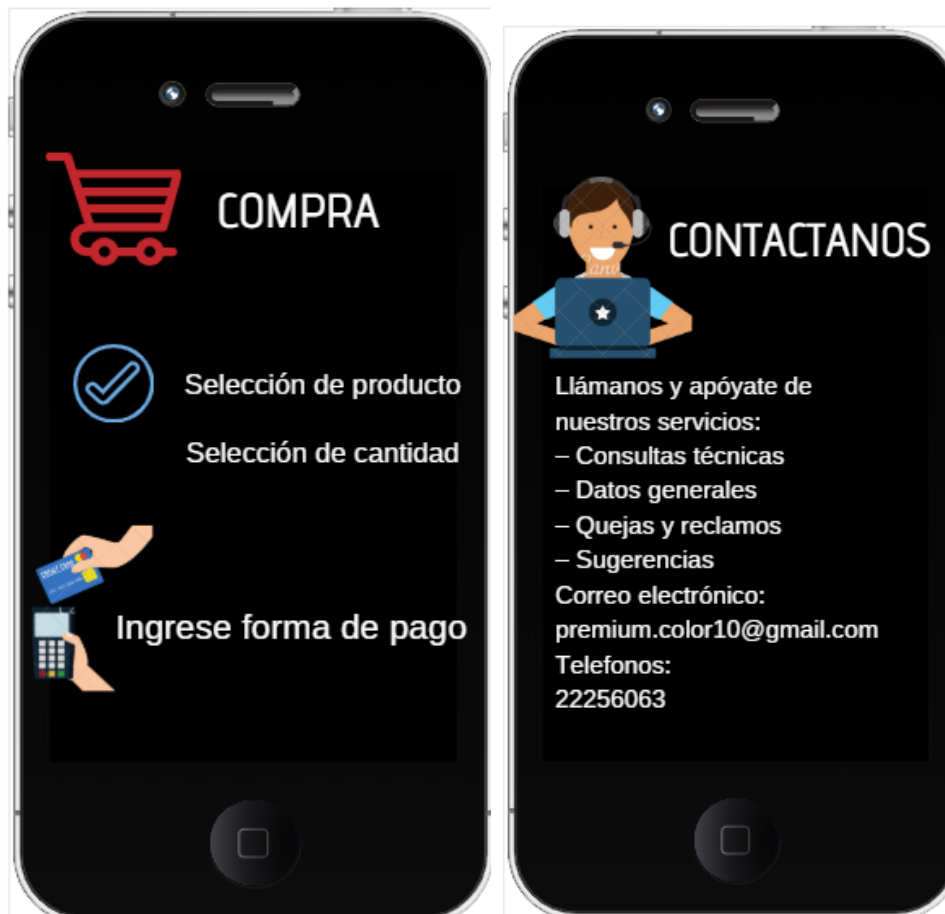 COMPRA
Selección de producto
Selección de cantidad
Ingrese forma de pago
CONTACTANOS
Llámanos y apóyate de
nuestros servicios:
– Consultas técnicas
– Datos generales
– Quejas y reclamos
– Sugerencias
Correo electrónico:
premium.color10@gmail.com
Telefonos:
22256063